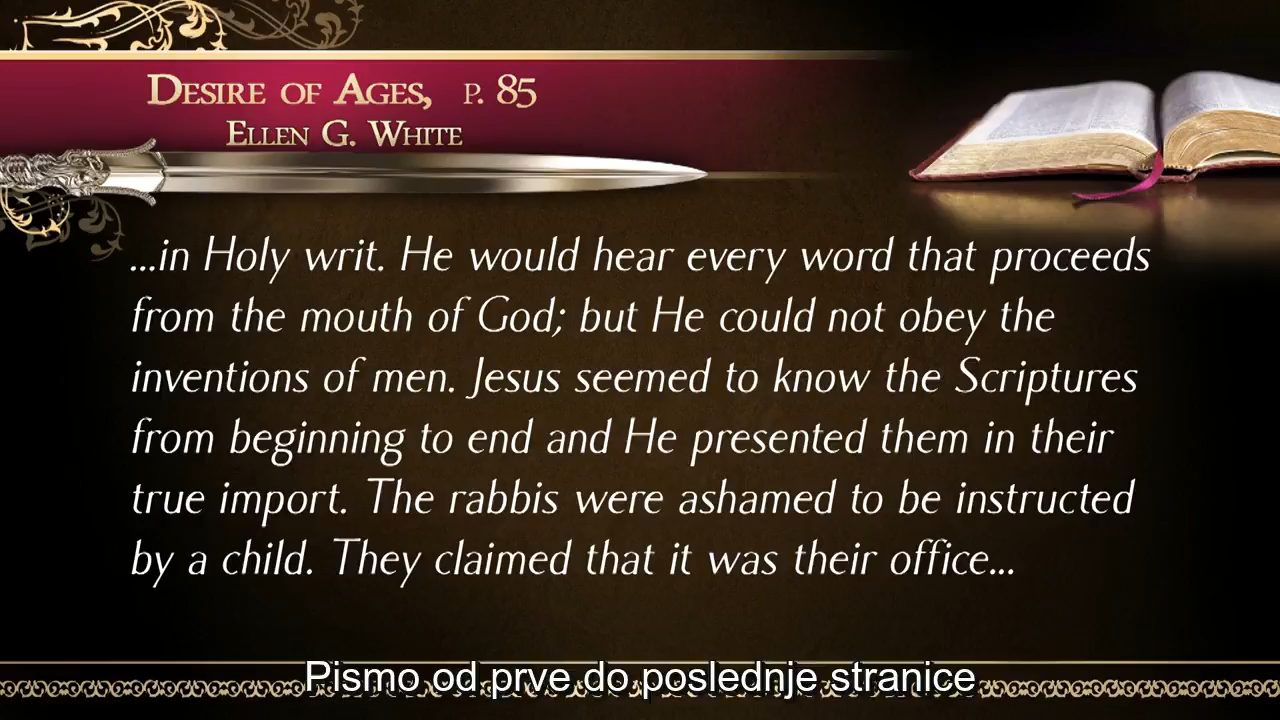 Desire of Ages, p. 85
Ellen G. White
...in Holy writ. He would hear every word that proceeds
from the mouth of God; but He could not obey the
inventions of men. Jesus seemed to know the Scriptures
from beginning to end and He presented them in their
true import. The rabbis were ashamed to be instructed
by a child. They claimed that it was their office...
Pismo od prve do poslednje stranice